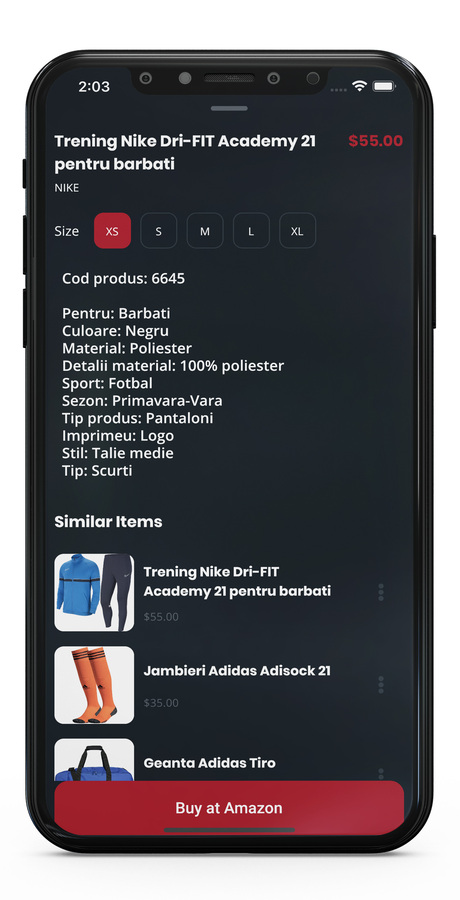 2:03
Trening Nike Dri-FIT Academy 21
pentru barbati
$55.00
NIKE
Size
XS
S
M
L
XL
Cod produs: 6645
Pentru: Barbati
Culoare: Negru
Material: Poliester
Detalii material: 100% poliester
Sport: Fotbal
Sezon: Primavara-Vara
Tip produs: Pantaloni
Imprimeu: Logo
Stil: Talie medie
Tip: Scurti
Similar Items
Trening Nike Dri-FIT
Academy 21 pentru barbati
$55.00
Jambieri Adidas Adisock 21
$35.00
Geanta Adidas Tiro
Buy at Amazon